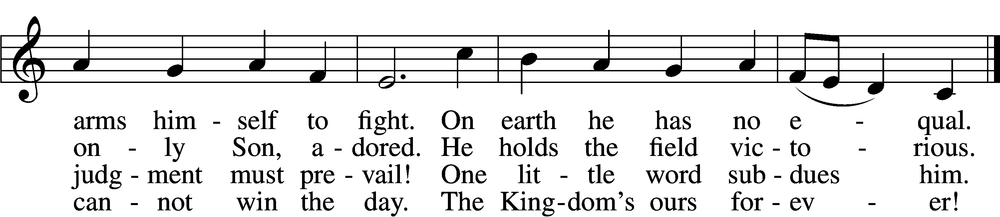 arms him - self to fight. On earth he has no e - qual.
on - ly Son, a - dored. He holds the field vic - to - rious.
judg - ment must pre - vail! One lit - tle word sub - dues him.
can - not win the day. The King - dom's ours for - ev - er!